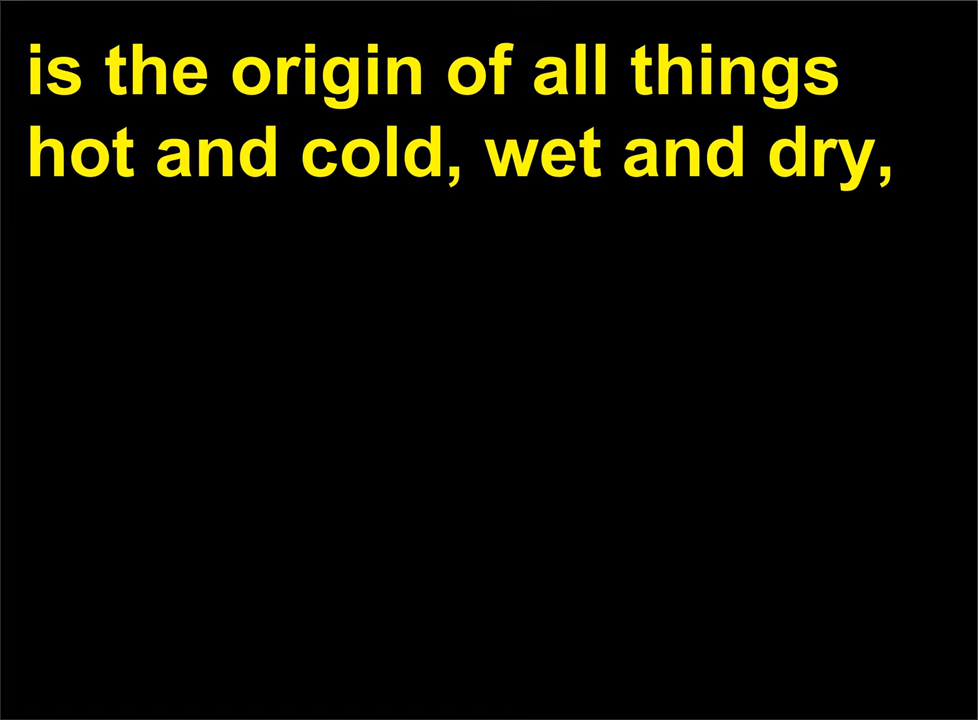 is the origin of all things
hot and cold, wet and dry,